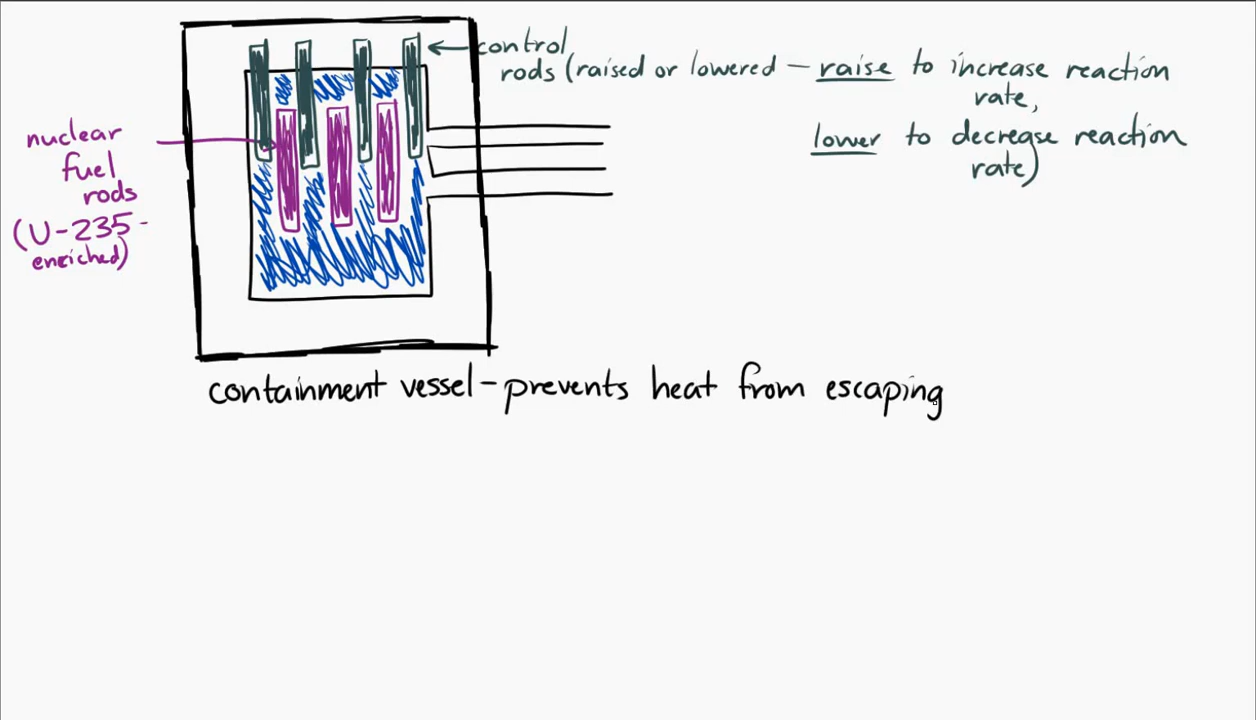 control
rods (raised or lowered – raise to increase reaction
rate,
lower to decrease reaction
rate)
nuclear
fuel
rods
(U-235-
enriched)
containment vessel – prevents heat from escaping